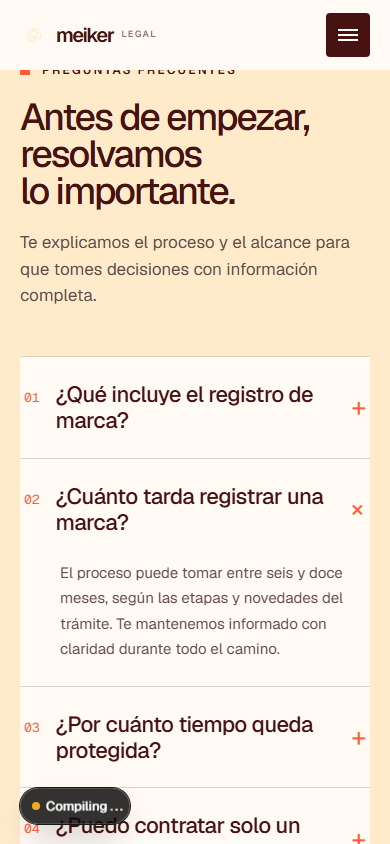 meiker LEGAL
PREGUNTAS FRECUENTES
Antes de empezar,
resolvamos
lo importante.
Te explicamos el proceso y el alcance para
que tomes decisiones con información
completa.
01 ¿Qué incluye el registro de
marca?
+
02 ¿Cuánto tarda registrar una
marca?
×
El proceso puede tomar entre seis y doce
meses, según las etapas y novedades del
trámite. Te mantenemos informado con
claridad durante todo el camino.
03 ¿Por cuánto tiempo queda
protegida?
+
Compiling ...
04 ¿Puedo contratar solo un
+